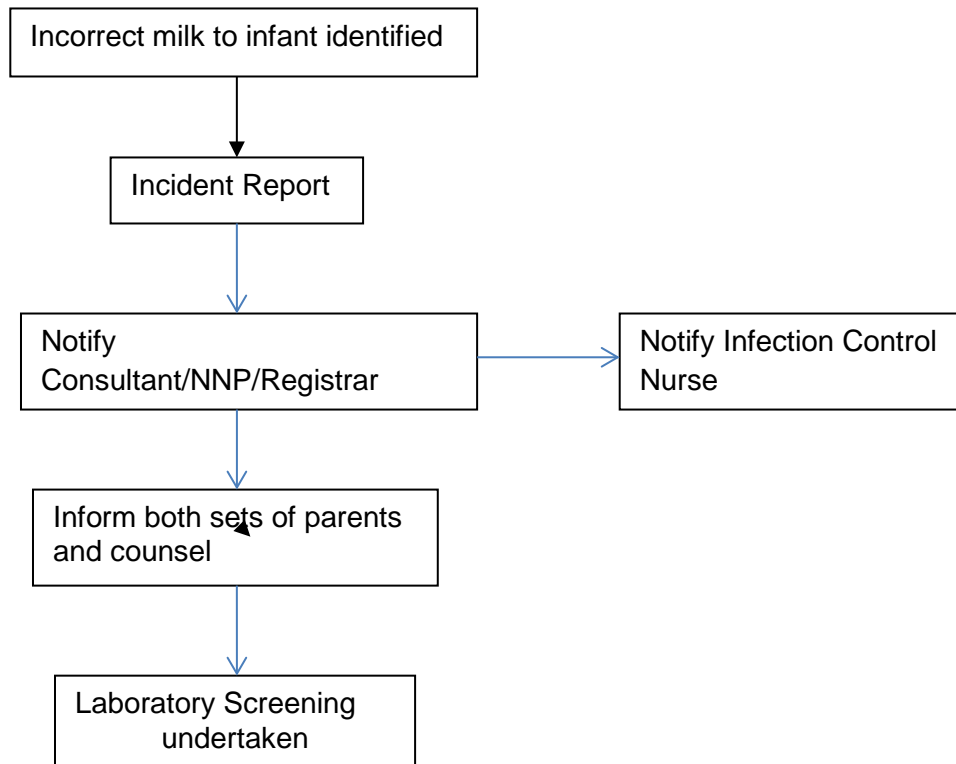 Incorrect milk to infant identified
Incident Report
Notify
Consultant/NNP/Registrar
Notify Infection Control
Nurse
Inform both sets of parents
and counsel
Laboratory Screening
undertaken